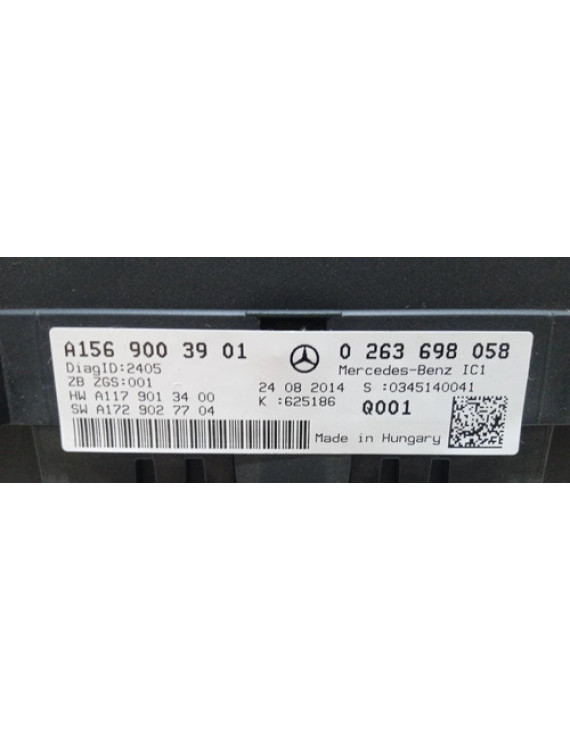 A156 900 39 01 0 263 698 058
DiagID:2405 Mercedes-Benz IC1
ZB ZGS:001 24 08 2014 S :0345140041
HW A117 901 34 00 K :625186 Q001
SW A172 902 77 04
Made in Hungary